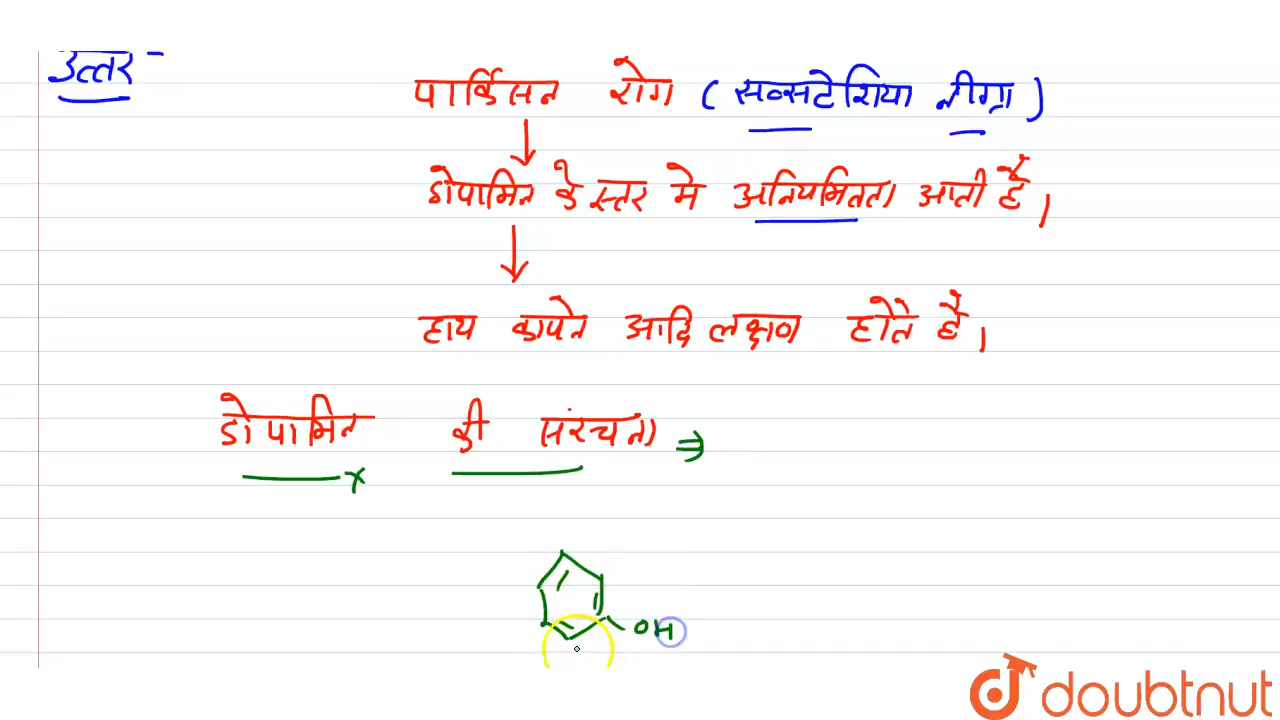 उत्तर -
पार्किसन रोग (सब्सटेशिया नीग्रा)
डोपामिन के स्तर मे अनियमितता आती है।
हाथ कापने आदि लक्षण होते है।
डोपामिन की संरचना ⇒
OH
doubtnut